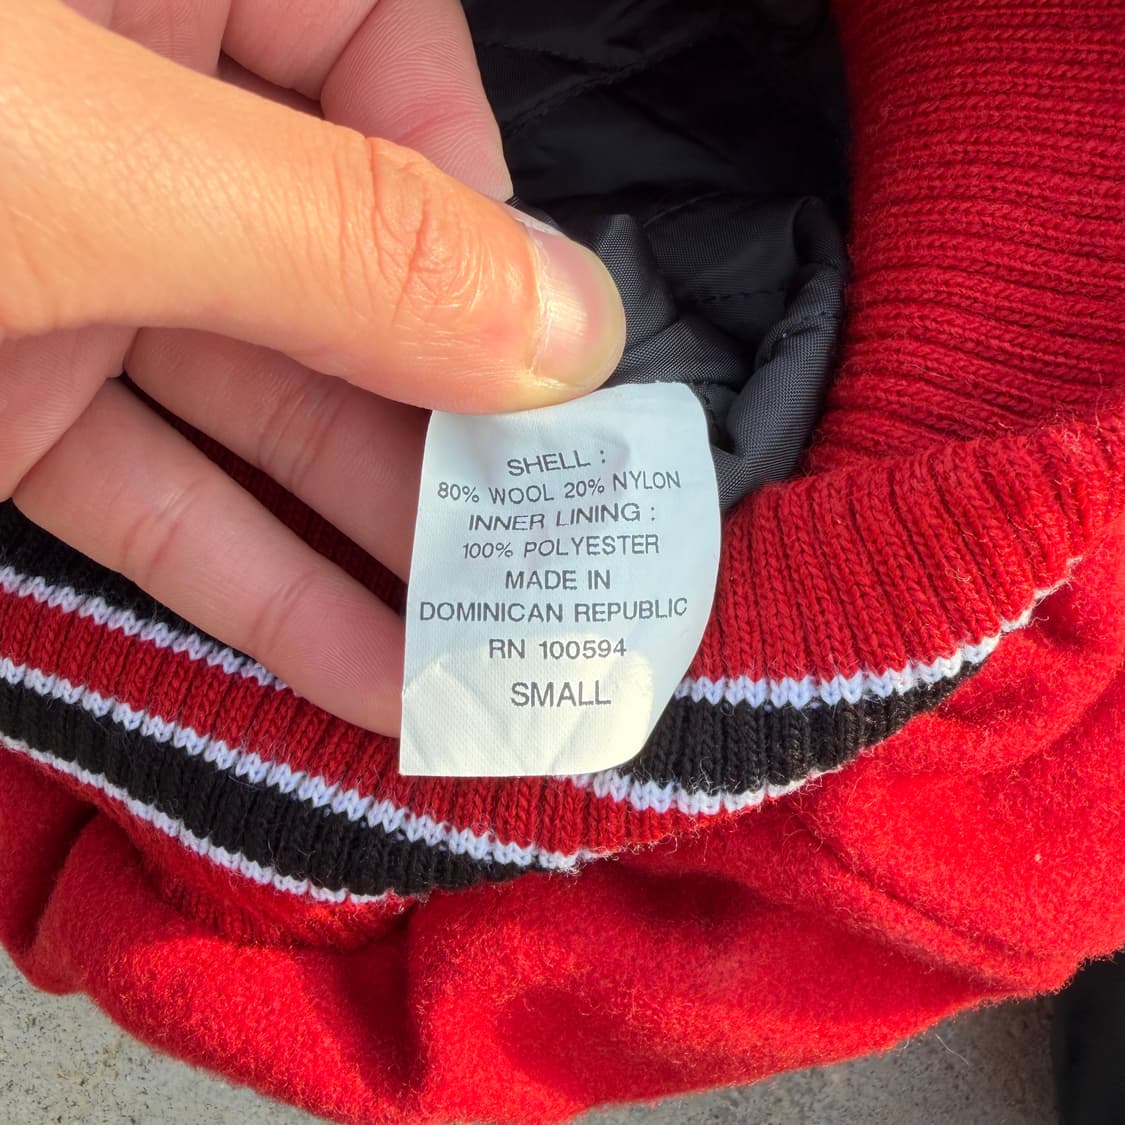 SHELL :
80% WOOL 20% NYLON
INNER LINING :
100% POLYESTER
MADE IN
DOMINICAN REPUBLIC
RN 100594
SMALL